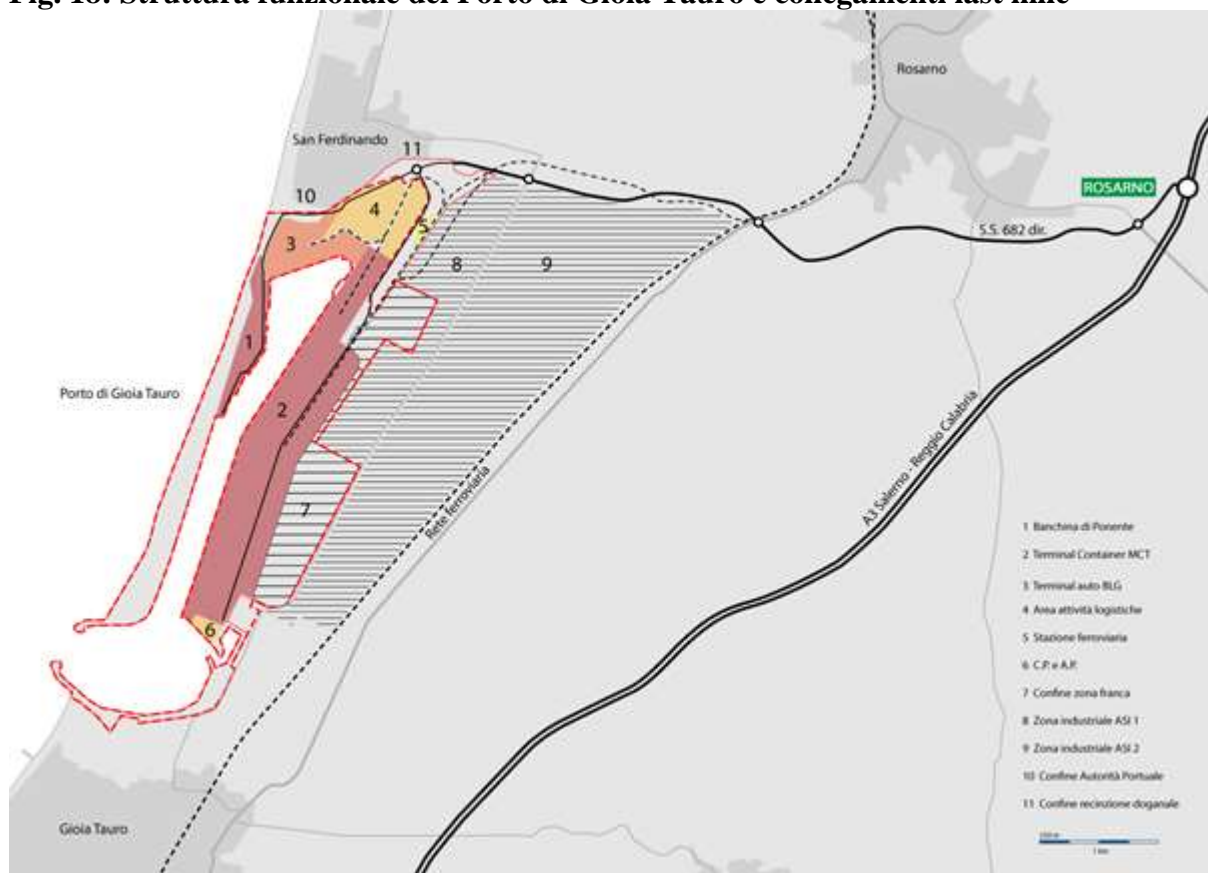 Fig. 18: Struttura funzionale del Porto di Gioia Tauro e collegamenti last mile
Rosarno
San Ferdinando
11
10
ROSARNO
4
3
5
S.S. 682 dir.
8
9
1
Porto di Gioia Tauro
2
A3 Salerno - Reggio Calabria
Rete ferroviaria
7
6
Gioia Tauro
1 Banchina di Ponente
2 Terminal Container MCT
3 Terminal auto BLG
4 Area attività logistiche
5 Stazione ferroviaria
6 C.P. e A.P.
7 Confine zona franca
8 Zona industriale ASI 1
9 Zona industriale ASI 2
10 Confine Autorità Portuale
11 Confine recinzione doganale
1 km